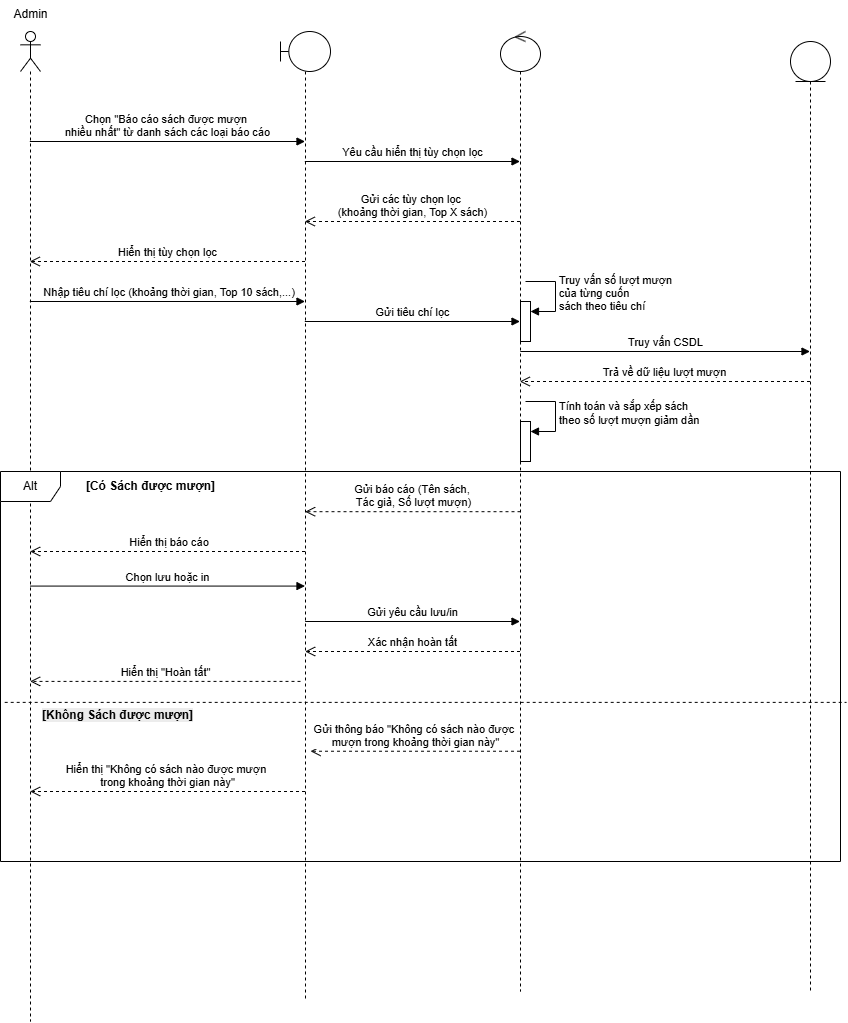 Admin
Chọn "Báo cáo sách được mượn
nhiều nhất" từ danh sách các loại báo cáo
Yêu cầu hiển thị tùy chọn lọc
Gửi các tùy chọn lọc
(khoảng thời gian, Top X sách)
Hiển thị tùy chọn lọc
Nhập tiêu chí lọc (khoảng thời gian, Top 10 sách,...)
Truy vấn số lượt mượn
của từng cuốn
sách theo tiêu chí
Gửi tiêu chí lọc
Truy vấn CSDL
Trả về dữ liệu lượt mượn
Tính toán và sắp xếp sách
theo số lượt mượn giảm dần
Alt
[Có Sách được mượn]
Gửi báo cáo (Tên sách,
Tác giả, Số lượt mượn)
Hiển thị báo cáo
Chọn lưu hoặc in
Gửi yêu cầu lưu/in
Xác nhận hoàn tất
Hiển thị "Hoàn tất"
[Không Sách được mượn]
Gửi thông báo "Không có sách nào được
mượn trong khoảng thời gian này"
Hiển thị "Không có sách nào được mượn
trong khoảng thời gian này"